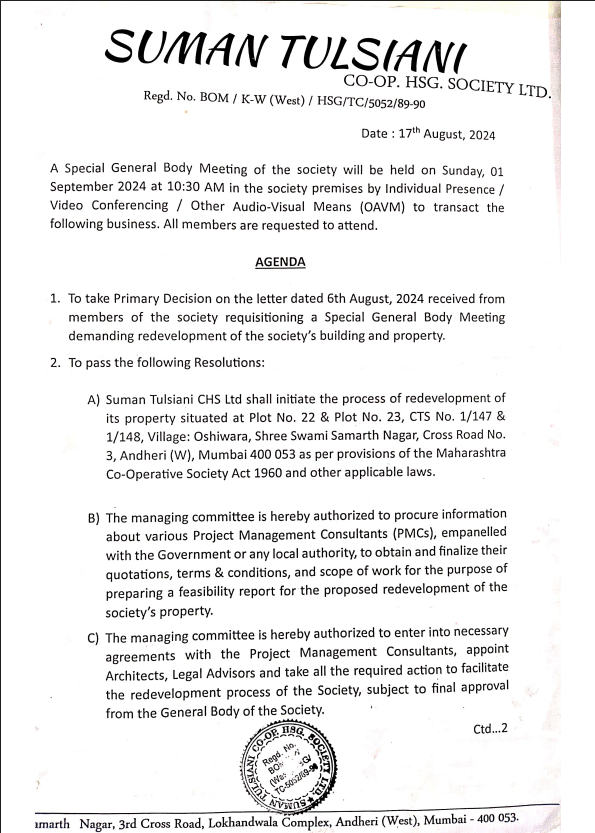 SUMAN TULSIANI
CO-OP. HSG. SOCIETY LTD.
Regd. No. BOM / K-W (West) / HSG/TC/5052/89-90
Date : 17th August, 2024
A Special General Body Meeting of the society will be held on Sunday, 01
September 2024 at 10:30 AM in the society premises by Individual Presence /
Video Conferencing / Other Audio-Visual Means (OAVM) to transact the
following business. All members are requested to attend.
AGENDA
1. To take Primary Decision on the letter dated 6th August, 2024 received from
members of the society requisitioning a Special General Body Meeting
demanding redevelopment of the society's building and property.
2. To pass the following Resolutions:
A) Suman Tulsiani CHS Ltd shall initiate the process of redevelopment of
its property situated at Plot No. 22 & Plot No. 23, CTS No. 1/147 &
1/148, Village: Oshiwara, Shree Swami Samarth Nagar, Cross Road No.
3, Andheri (W), Mumbai 400 053 as per provisions of the Maharashtra
Co-Operative Society Act 1960 and other applicable laws.
B) The managing committee is hereby authorized to procure information
about various Project Management Consultants (PMCs), empanelled
with the Government or any local authority, to obtain and finalize their
quotations, terms & conditions, and scope of work for the purpose of
preparing a feasibility report for the proposed redevelopment of the
society's property.
C) The managing committee is hereby authorized to enter into necessary
agreements with the Project Management Consultants, appoint
Architects, Legal Advisors and take all the required action to facilitate
the redevelopment process of the Society, subject to final approval
from the General Body of the Society.
Ctd...2
SUMAN TULSIANI CO-OP. HSG. SOCIETY LTD.
Regd. No.
TC-5052/89-90
amarth Nagar, 3rd Cross Road, Lokhandwala Complex, Andheri (West), Mumbai - 400 053.